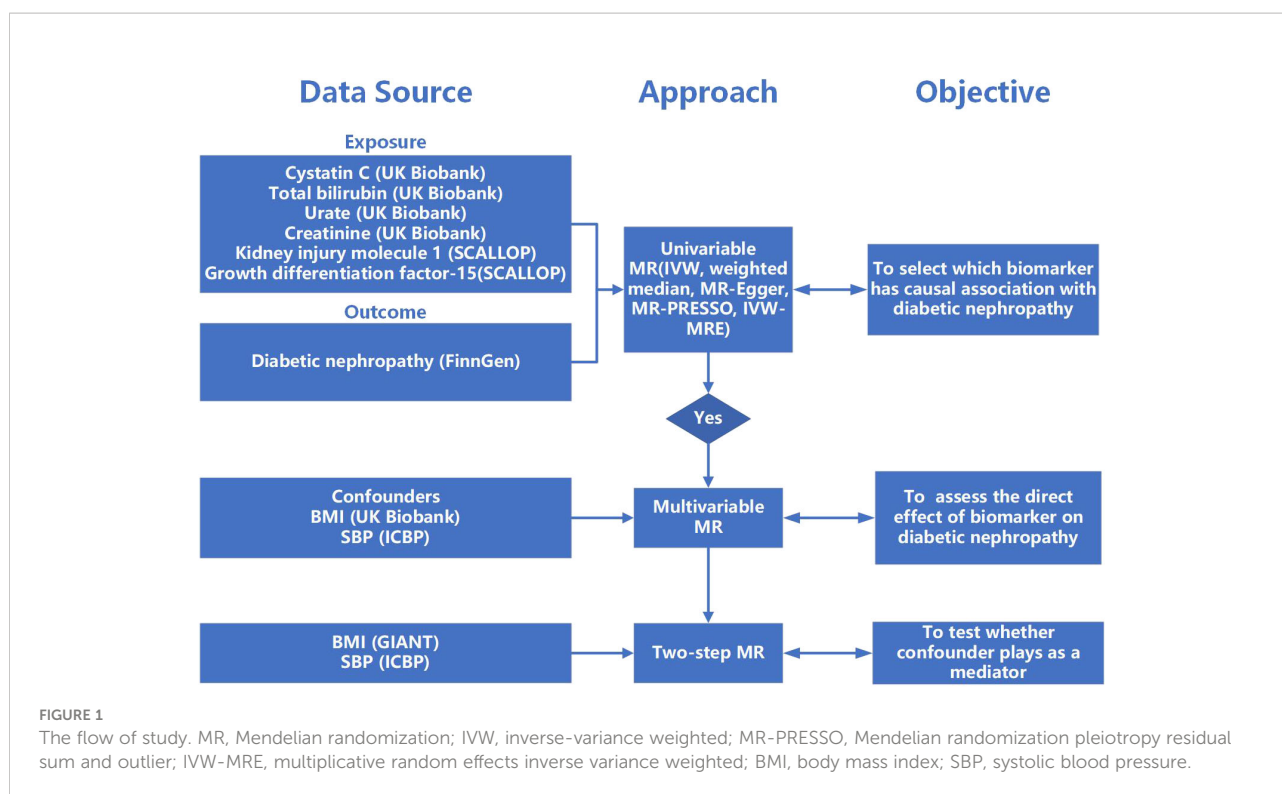 Data Source
Approach
Objective
Exposure
Cystatin C (UK Biobank)
Total bilirubin (UK Biobank)
Urate (UK Biobank)
Creatinine (UK Biobank)
Kidney injury molecule 1 (SCALLOP)
Growth differentiation factor-15(SCALLOP)
Outcome
Diabetic nephropathy (FinnGen)
Univariable
MR(IVW, weighted
median, MR-Egger,
MR-PRESSO, IVW-
MRE)
To select which biomarker
has causal association with
diabetic nephropathy
Yes
Confounders
BMI (UK Biobank)
SBP (ICBP)
Multivariable
MR
To assess the direct
effect of biomarker on
diabetic nephropathy
BMI (GIANT)
SBP (ICBP)
Two-step MR
To test whether
confounder plays as a
mediator
FIGURE 1
The flow of study. MR, Mendelian randomization; IVW, inverse-variance weighted; MR-PRESSO, Mendelian randomization pleiotropy residual
sum and outlier; IVW-MRE, multiplicative random effects inverse variance weighted; BMI, body mass index; SBP, systolic blood pressure.